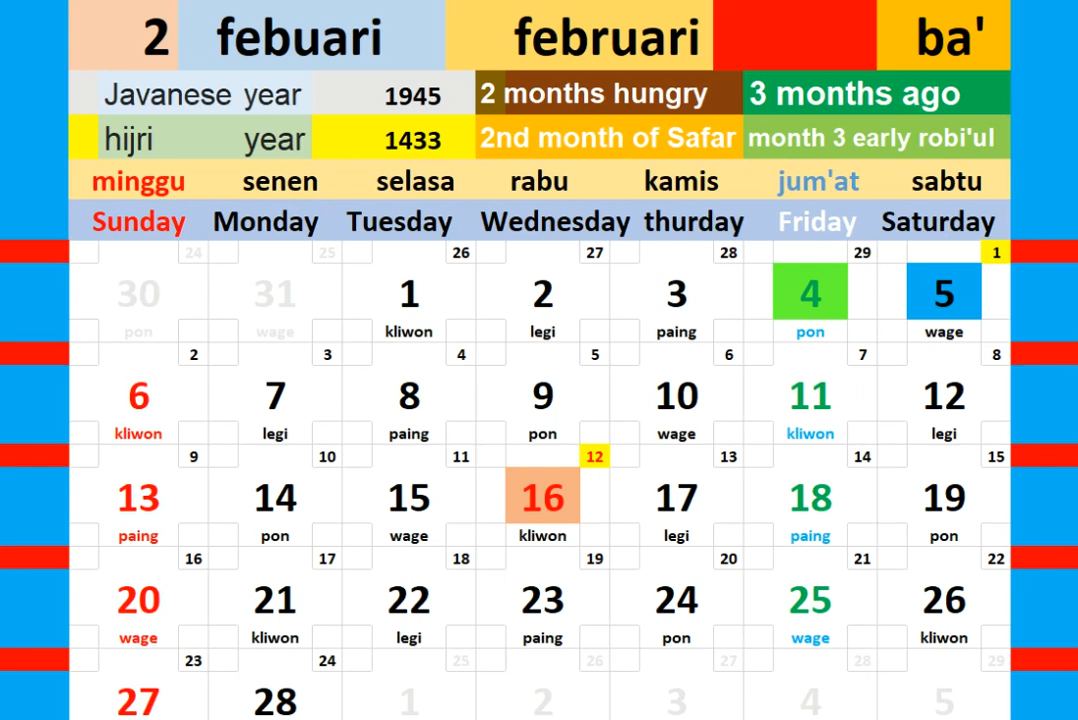 2 febuari februari ba'
Javanese year 1945 2 months hungry 3 months ago
hijri year 1433 2nd month of Safar month 3 early robi'ul
minggu senen selasa rabu kamis jum'at sabtu
Sunday Monday Tuesday Wednesday thurday Friday Saturday
24 25 26 27 28 29 1
30 31 1 2 3 4 5
pon wage kliwon legi paing pon wage
2 3 4 5 6 7 8
6 7 8 9 10 11 12
kliwon legi paing pon wage kliwon legi
9 10 11 12 13 14 15
13 14 15 16 17 18 19
paing pon wage kliwon legi paing pon
16 17 18 19 20 21 22
20 21 22 23 24 25 26
wage kliwon legi paing pon wage kliwon
23 24 25 26 27 28 29
27 28 1 2 3 4 5